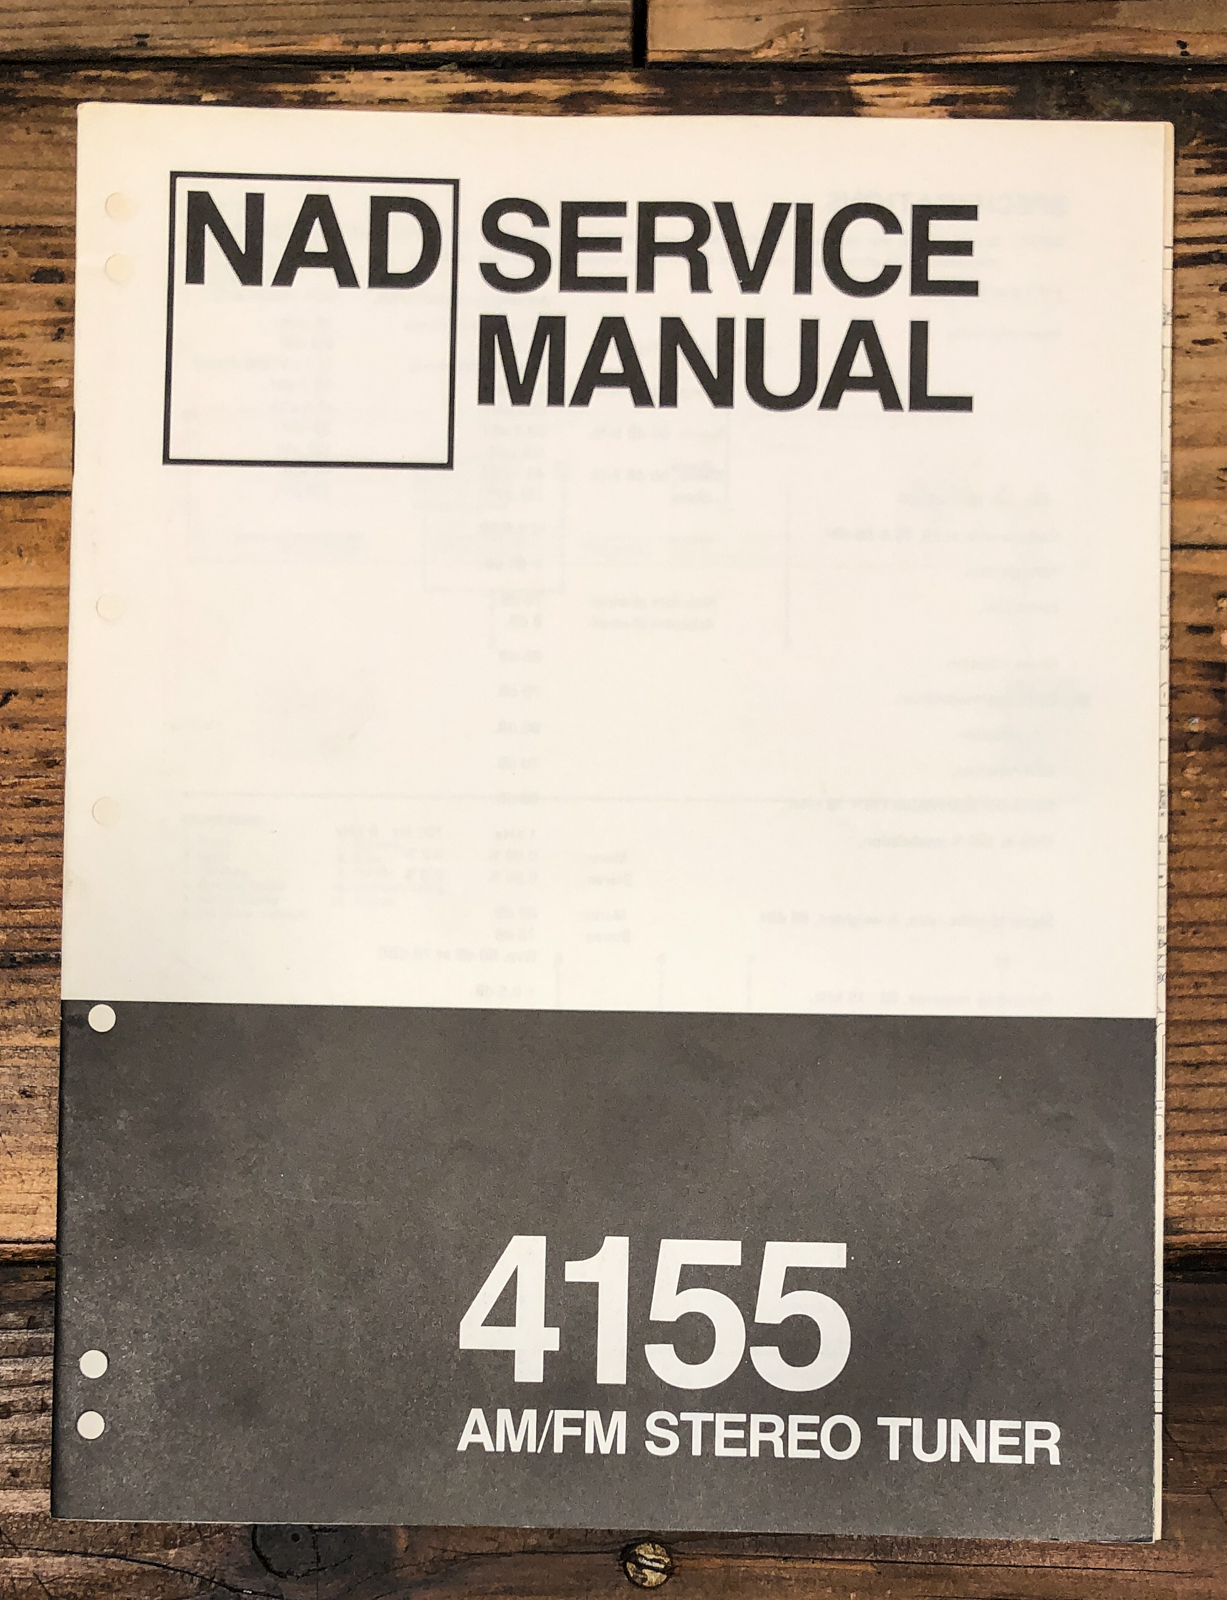 NAD SERVICE
MANUAL
4155
AM/FM STEREO TUNER